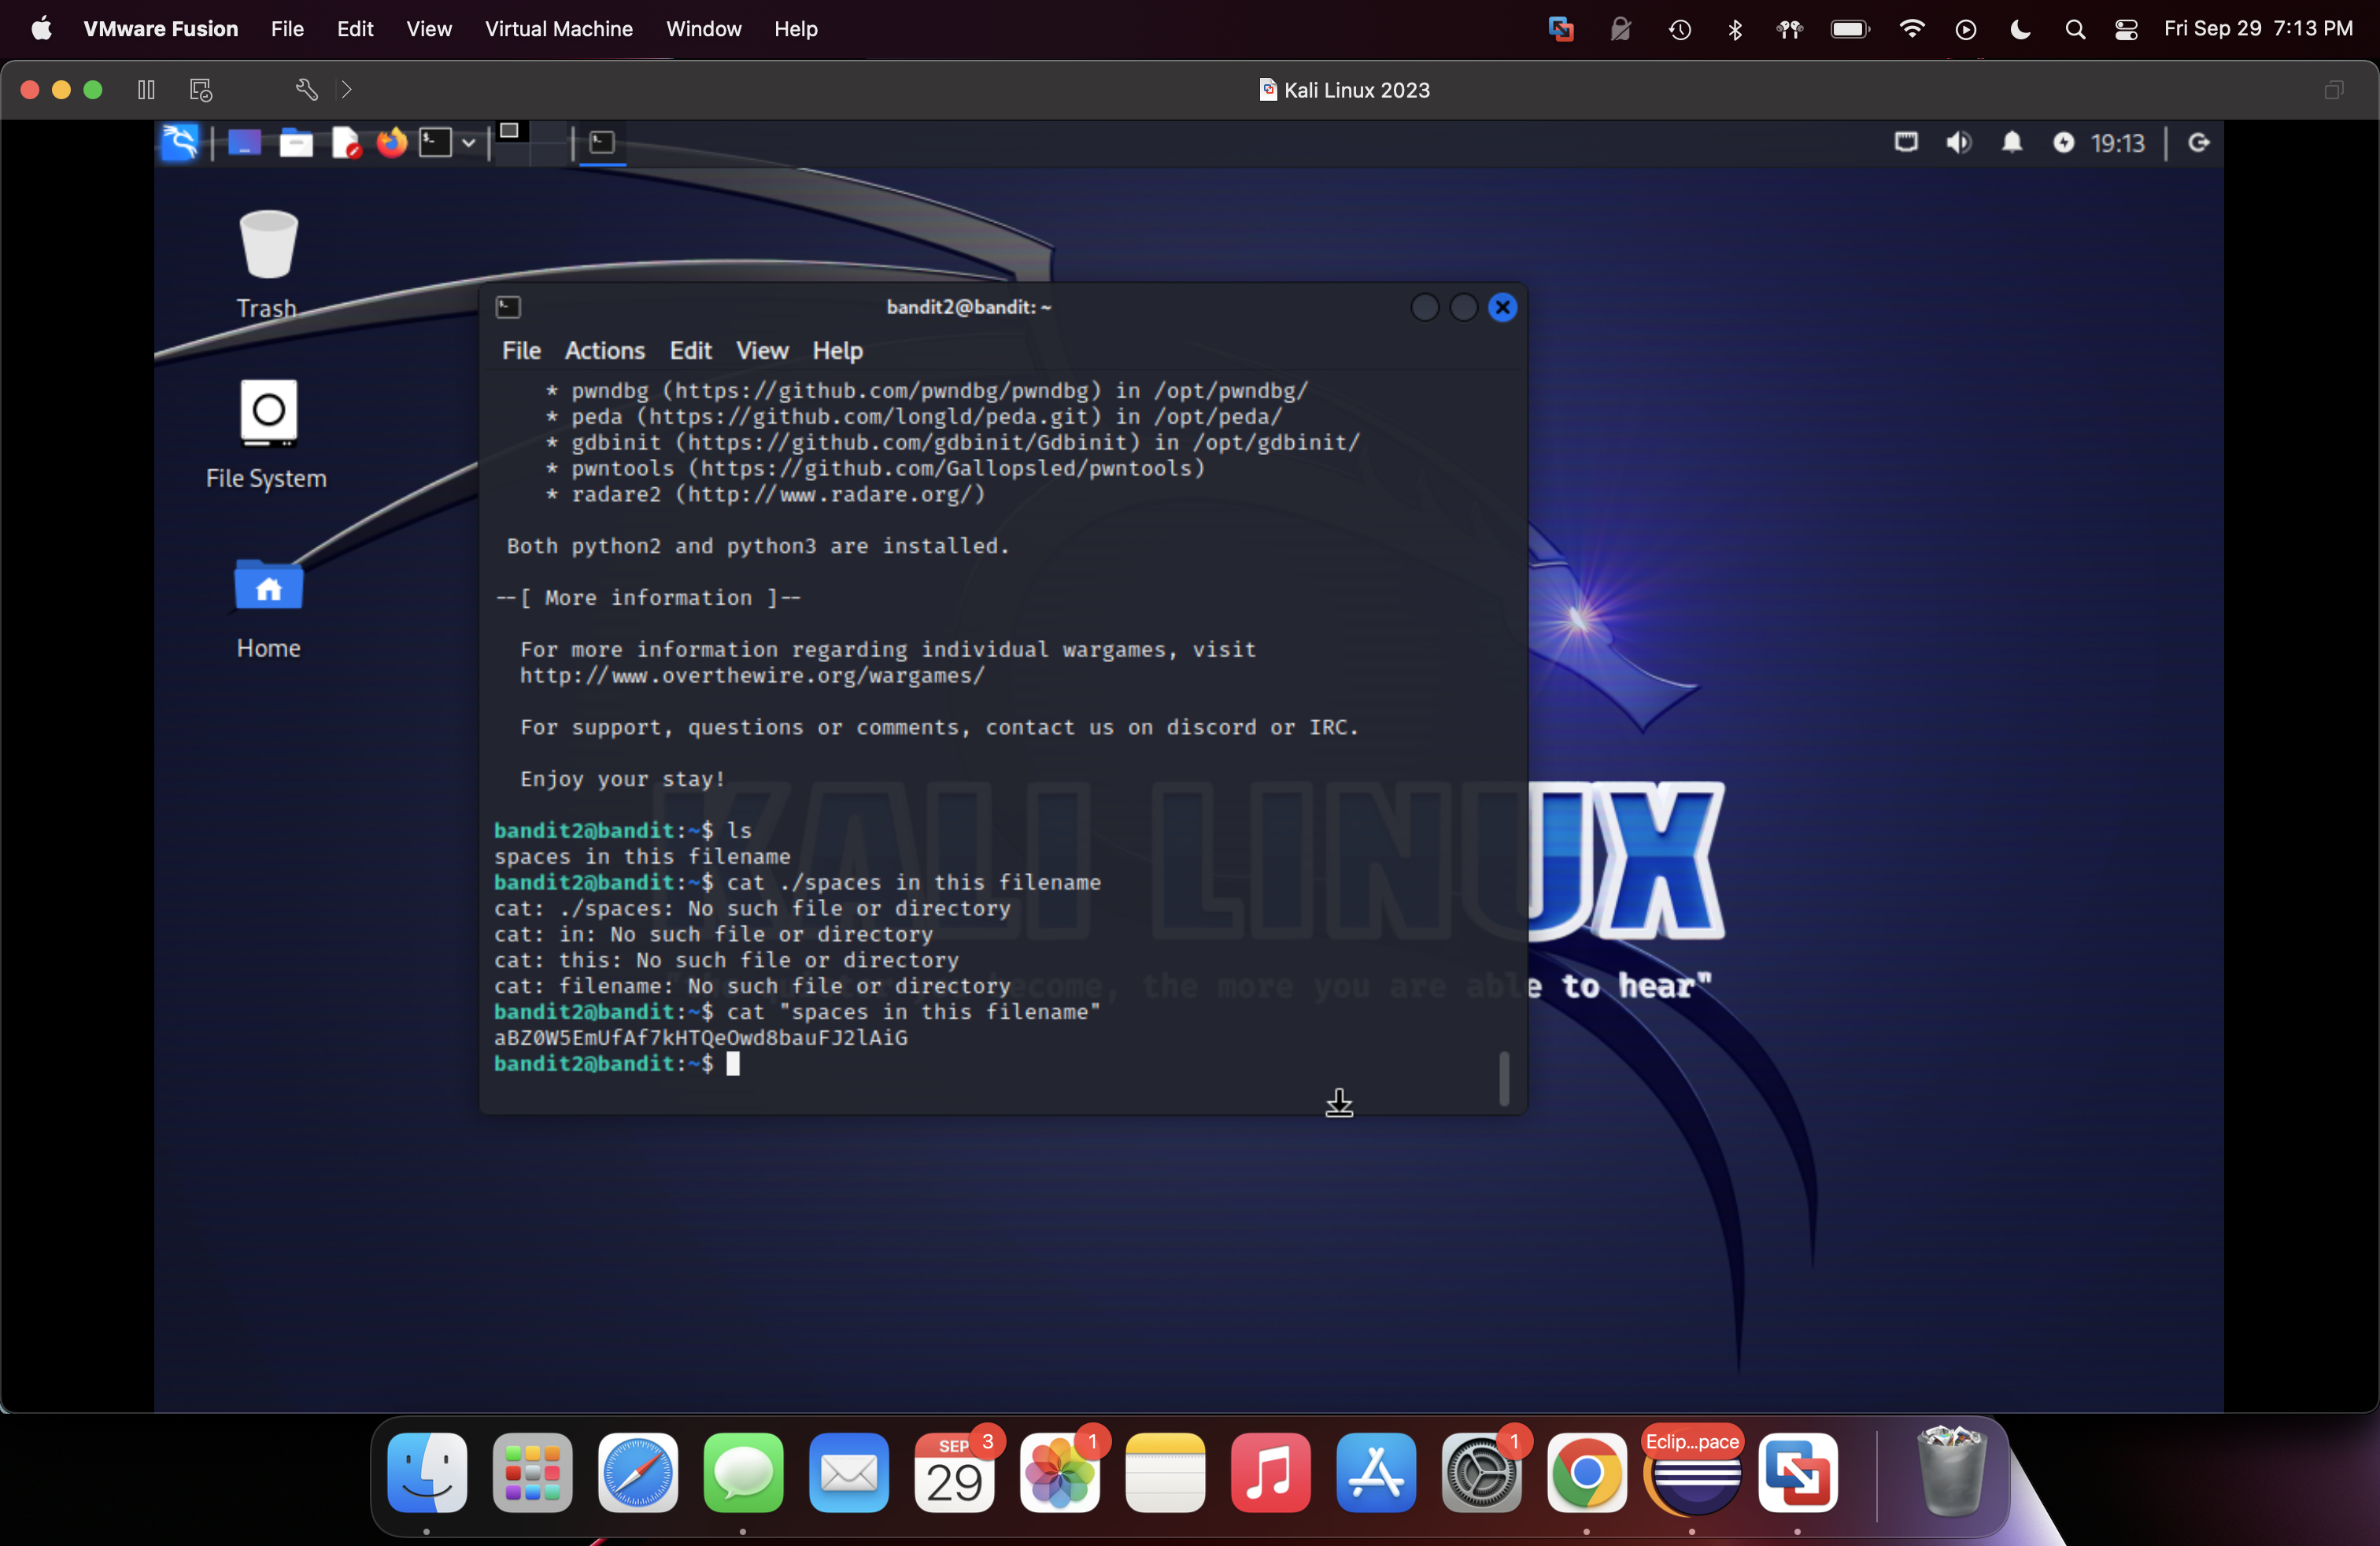 VMware Fusion File Edit View Virtual Machine Window Help Fri Sep 29 7:13 PM
Kali Linux 2023
19:13
Trash
File System
Home
bandit2@bandit: ~
File Actions Edit View Help
* pwndbg (https://github.com/pwndbg/pwndbg) in /opt/pwndbg/
* peda (https://github.com/longld/peda.git) in /opt/peda/
* gdbinit (https://github.com/gdbinit/Gdbinit) in /opt/gdbinit/
* pwntools (https://github.com/Gallopsled/pwntools)
* radare2 (http://www.radare.org/)
Both python2 and python3 are installed.
--[ More information ]--
For more information regarding individual wargames, visit
http://www.overthewire.org/wargames/
For support, questions or comments, contact us on discord or IRC.
Enjoy your stay!
bandit2@bandit:~$ ls
spaces in this filename
bandit2@bandit:~$ cat ./spaces in this filename
cat: ./spaces: No such file or directory
cat: in: No such file or directory
cat: this: No such file or directory
cat: filename: No such file or directory
bandit2@bandit:~$ cat "spaces in this filename"
aBZ0W5EmUfAf7kHTQeOwd8bauFJ2lAiG
bandit2@bandit:~$
KALI LINUX
become, the more you are able to hear"
SEP 3 1 1 Eclip...pace
29